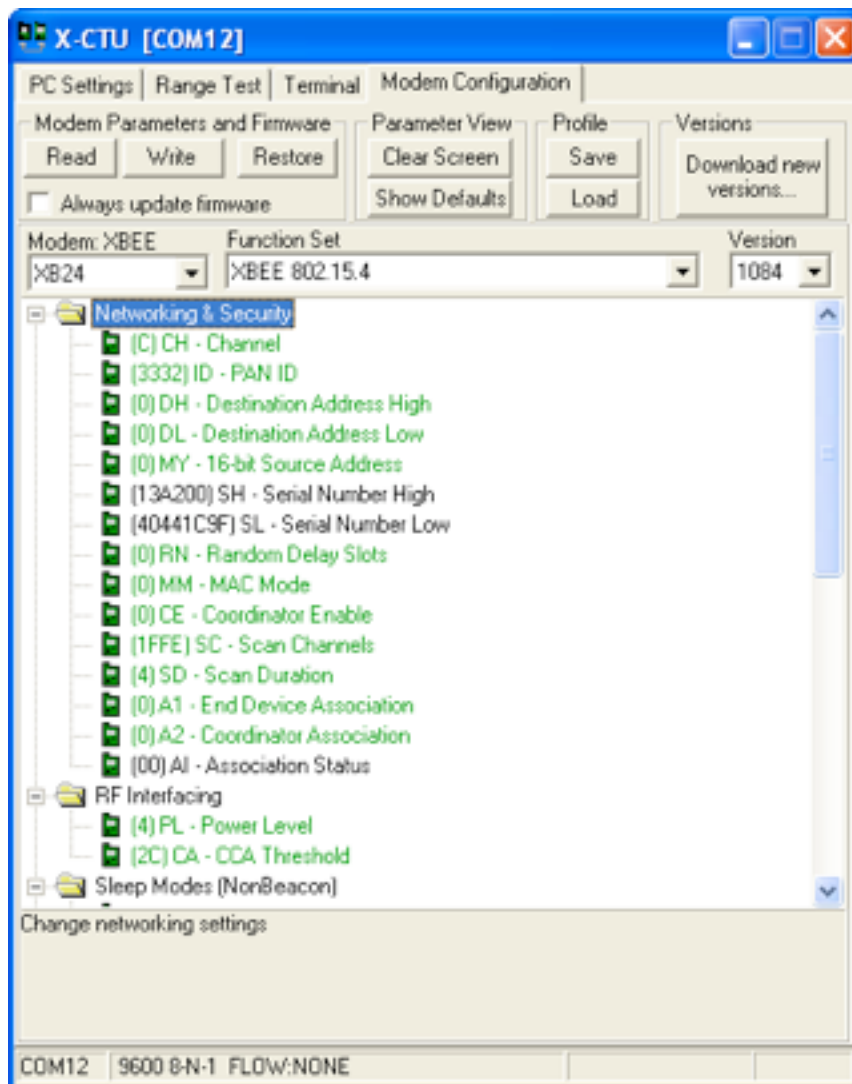 X-CTU [COM12]
PC Settings Range Test Terminal Modem Configuration
Modem Parameters and Firmware Parameter View Profile Versions
Read Write Restore Clear Screen Save Download new versions...
Always update firmware Show Defaults Load
Modem: XBEE Function Set Version
XB24 XBEE 802.15.4 1084
Networking & Security
(C) CH - Channel
(3332) ID - PAN ID
(0) DH - Destination Address High
(0) DL - Destination Address Low
(0) MY - 16-bit Source Address
(13A200) SH - Serial Number High
(40441C9F) SL - Serial Number Low
(0) RN - Random Delay Slots
(0) MM - MAC Mode
(0) CE - Coordinator Enable
(1FFE) SC - Scan Channels
(4) SD - Scan Duration
(0) A1 - End Device Association
(0) A2 - Coordinator Association
(00) AI - Association Status
RF Interfacing
(4) PL - Power Level
(2C) CA - CCA Threshold
Sleep Modes (NonBeacon)
Change networking settings
COM12 9600 8-N-1 FLOW:NONE